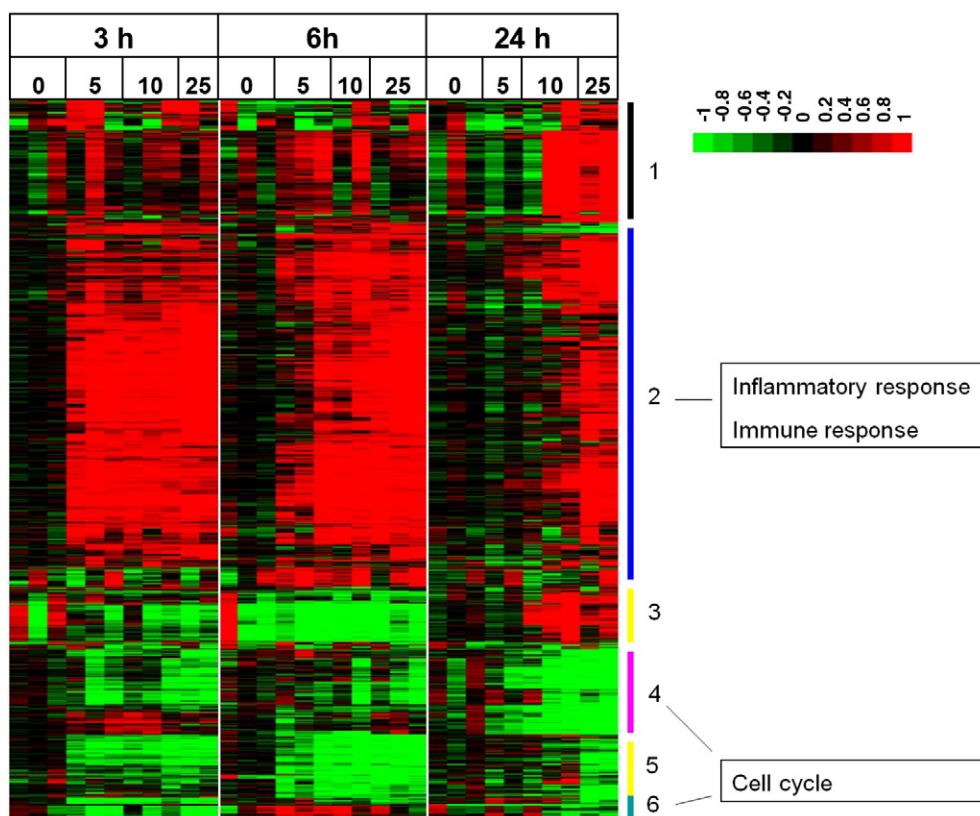 3 h 6h 24 h
0 5 10 25 0 5 10 25 0 5 10 25
-1 -0.8 -0.6 -0.4 -0.2 0 0.2 0.4 0.6 0.8 1
1
2
Inflammatory response
Immune response
3
4
5
Cell cycle
6